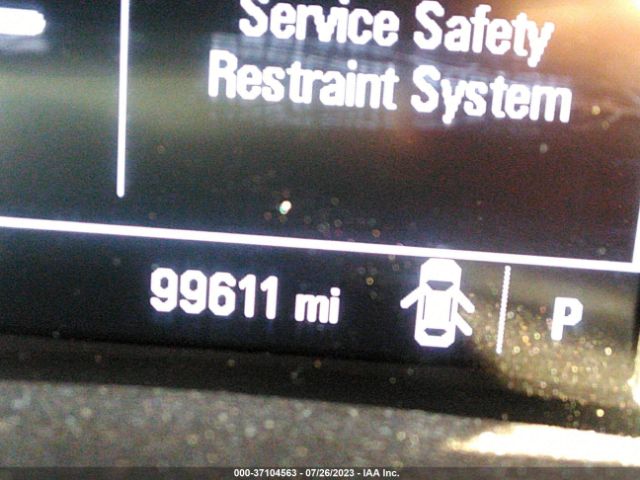 Service Safety
Restraint System
99611 mi
P
000-37104563 - 07/26/2023 - IAA Inc.